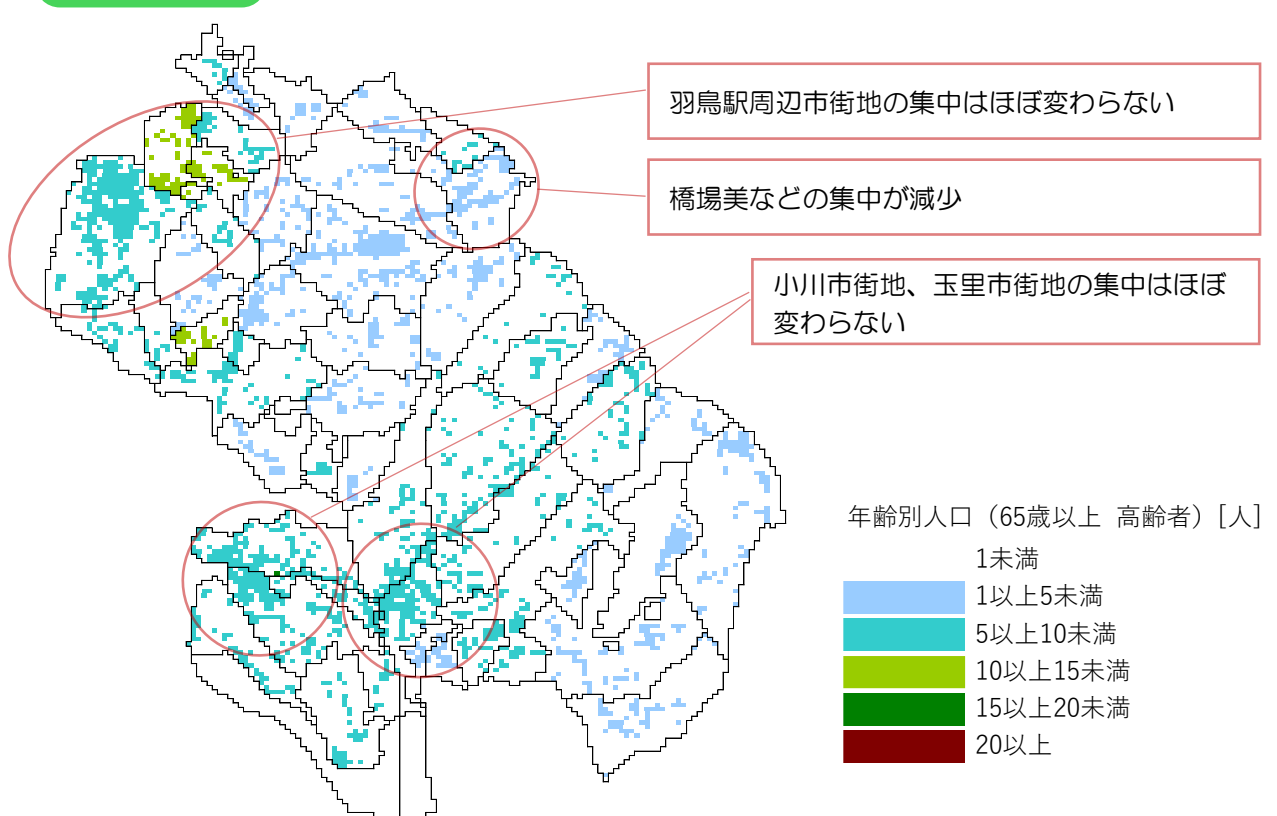 羽鳥駅周辺市街地の集中はほぼ変わらない
橋場美などの集中が減少
小川市街地、玉里市街地の集中はほぼ
変わらない
年齢別人口（65歳以上 高齢者）[人]
1未満
1以上5未満
5以上10未満
10以上15未満
15以上20未満
20以上